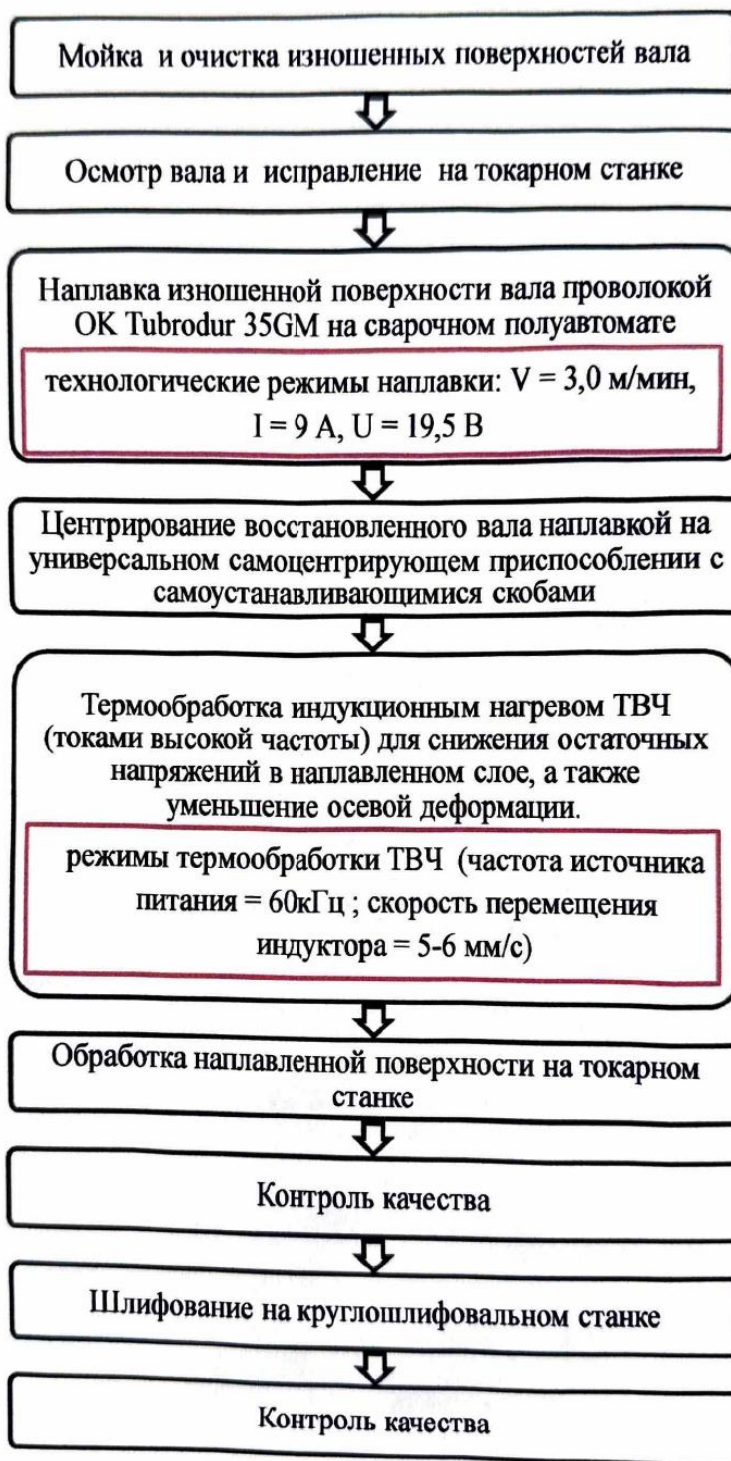 Мойка и очистка изношенных поверхностей вала
Осмотр вала и исправление на токарном станке
Наплавка изношенной поверхности вала проволокой
OK Tubrodur 35GM на сварочном полуавтомате
технологические режимы наплавки: V = 3,0 м/мин,
I = 9 А, U = 19,5 В
Центрирование восстановленного вала наплавкой на
универсальном самоцентрирующем приспособлении с
самоустанавливающимися скобами
Термообработка индукционным нагревом ТВЧ
(токами высокой частоты) для снижения остаточных
напряжений в наплавленном слое, а также
уменьшение осевой деформации.
режимы термообработки ТВЧ (частота источника
питания = 60кГц ; скорость перемещения
индуктора = 5-6 мм/с)
Обработка наплавленной поверхности на токарном
станке
Контроль качества
Шлифование на круглошлифовальном станке
Контроль качества